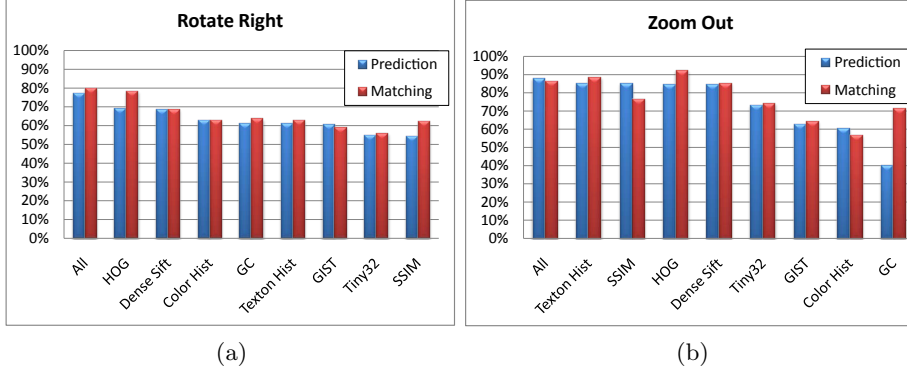 Rotate Right
100%
90%
80%
70%
60%
50%
40%
30%
20%
10%
0%
Prediction
Matching
All
HOG
Dense Sift
Color Hist
GC
Texton Hist
GIST
Tiny32
SSIM
(a)
Zoom Out
100%
90%
80%
70%
60%
50%
40%
30%
20%
10%
0%
Prediction
Matching
All
Texton Hist
SSIM
HOG
Dense Sift
Tiny32
GIST
Color Hist
GC
(b)